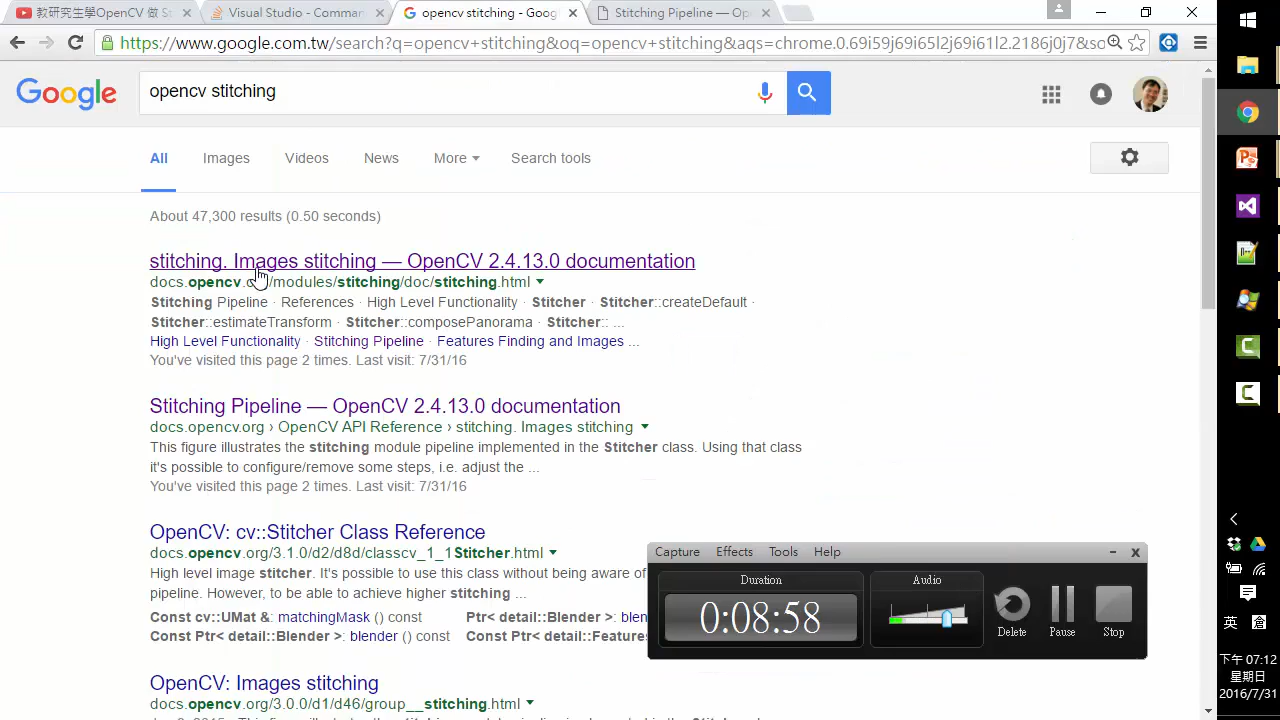 教研究生學OpenCV 做 St
Visual Studio - Comman
opencv stitching - Goog
Stitching Pipeline — Op
https://www.google.com.tw/search?q=opencv+stitching&oq=opencv+stitching&aqs=chrome.0.69i59j69i65l2j69i61l2.2186j0j7&so
Google
opencv stitching
All
Images
Videos
News
More
Search tools
About 47,300 results (0.50 seconds)
stitching. Images stitching — OpenCV 2.4.13.0 documentation
docs.opencv. /modules/stitching/doc/stitching.html
Stitching Pipeline · References · High Level Functionality · Stitcher · Stitcher::createDefault ·
Stitcher::estimateTransform · Stitcher::composePanorama · Stitcher:: ...
High Level Functionality · Stitching Pipeline · Features Finding and Images ...
You've visited this page 2 times. Last visit: 7/31/16
Stitching Pipeline — OpenCV 2.4.13.0 documentation
docs.opencv.org › OpenCV API Reference › stitching. Images stitching
This figure illustrates the stitching module pipeline implemented in the Stitcher class. Using that class
it's possible to configure/remove some steps, i.e. adjust the ...
You've visited this page 2 times. Last visit: 7/31/16
OpenCV: cv::Stitcher Class Reference
docs.opencv.org/3.1.0/d2/d8d/classcv_1_1Stitcher.html
High level image stitcher. It's possible to use this class without being aware of
pipeline. However, to be able to achieve higher stitching ...
Const cv::UMat &: matchingMask () const
Ptr< detail::Blender >: blen
Const Ptr< detail::Blender >: blender () const
Const Ptr< detail::Features
OpenCV: Images stitching
docs.opencv.org/3.0.0/d1/d46/group__stitching.html
Capture
Effects
Tools
Help
Duration
0:08:58
Audio
Delete
Pause
Stop
英
下午 07:12
星期日
2016/7/31